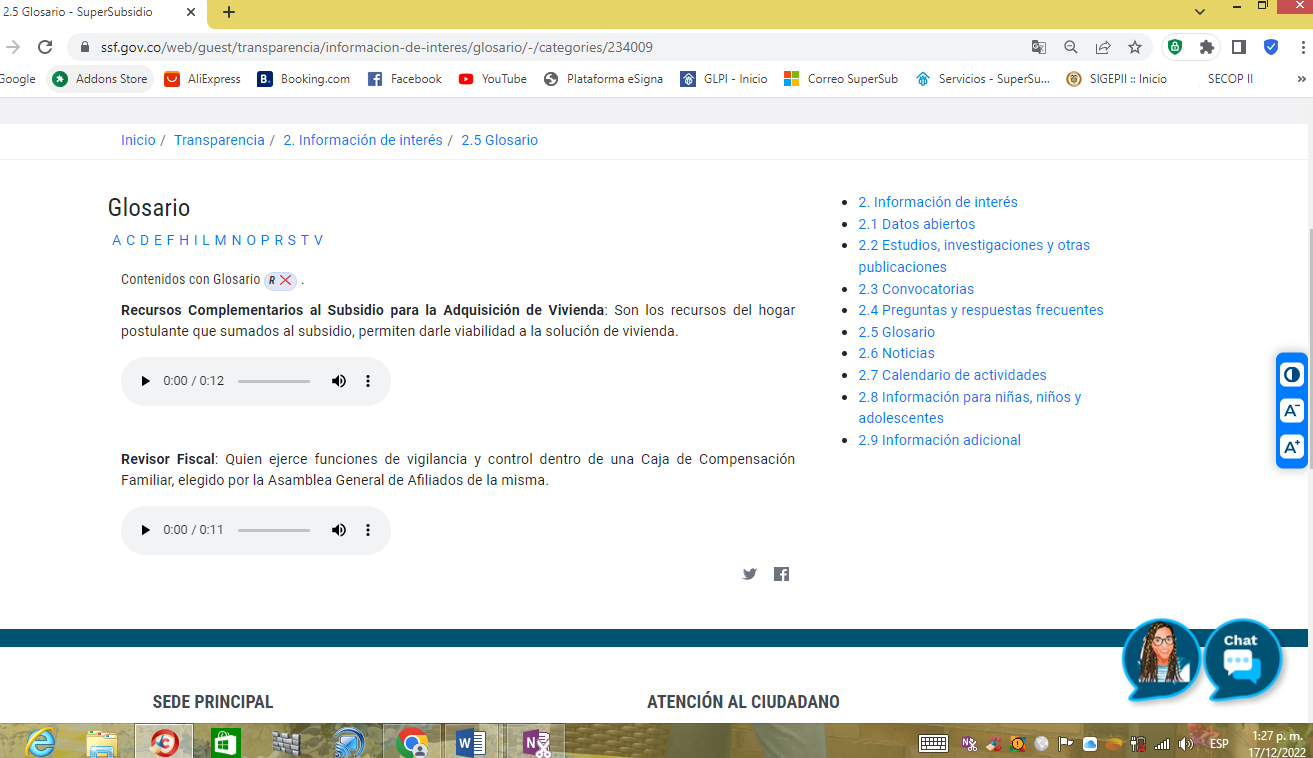 2.5 Glosario - SuperSubsidio
ssf.gov.co/web/guest/transparencia/informacion-de-interes/glosario/-/categories/234009
Google Addons Store AliExpress B. Booking.com Facebook YouTube Plataforma eSigna GLPI - Inicio Correo SuperSub Servicios - SuperSu... SIGEPII :: Inicio SECOP II »
Inicio / Transparencia / 2. Información de interés / 2.5 Glosario
Glosario
A C D E F H I L M N O P R S T V
Contenidos con Glosario R .
Recursos Complementarios al Subsidio para la Adquisición de Vivienda: Son los recursos del hogar
postulante que sumados al subsidio, permiten darle viabilidad a la solución de vivienda.
0:00 / 0:12
Revisor Fiscal: Quien ejerce funciones de vigilancia y control dentro de una Caja de Compensación
Familiar, elegido por la Asamblea General de Afiliados de la misma.
0:00 / 0:11
2. Información de interés
2.1 Datos abiertos
2.2 Estudios, investigaciones y otras
publicaciones
2.3 Convocatorias
2.4 Preguntas y respuestas frecuentes
2.5 Glosario
2.6 Noticias
2.7 Calendario de actividades
2.8 Información para niñas, niños y
adolescentes
2.9 Información adicional
A-
A+
Chat
SEDE PRINCIPAL
ATENCIÓN AL CIUDADANO
ESP
1:27 p. m.
17/12/2022